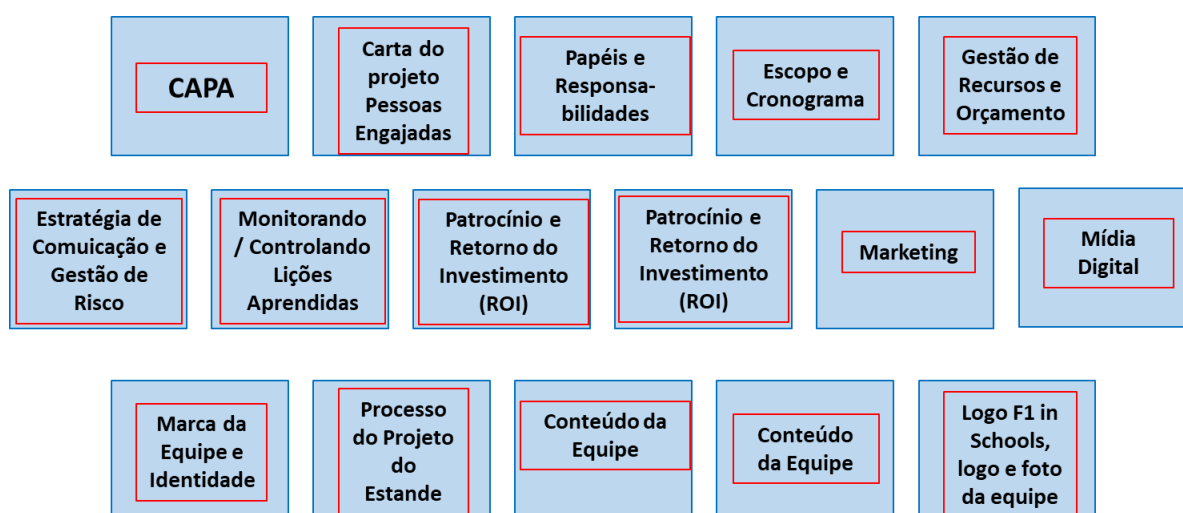 CAPA
Carta do
projeto
Pessoas
Engajadas
Papéis e
Responsa-
bilidades
Escopo e
Cronograma
Gestão de
Recursos e
Orçamento
Estratégia de
Comuicação e
Gestão de
Risco
Monitorando
/ Controlando
Lições
Aprendidas
Patrocínio e
Retorno do
Investimento
(ROI)
Patrocínio e
Retorno do
Investimento
(ROI)
Marketing
Mídia
Digital
Marca da
Equipe e
Identidade
Processo
do Projeto
do
Estande
Conteúdo da
Equipe
Conteúdo
da Equipe
Logo F1 in
Schools,
logo e foto
da equipe